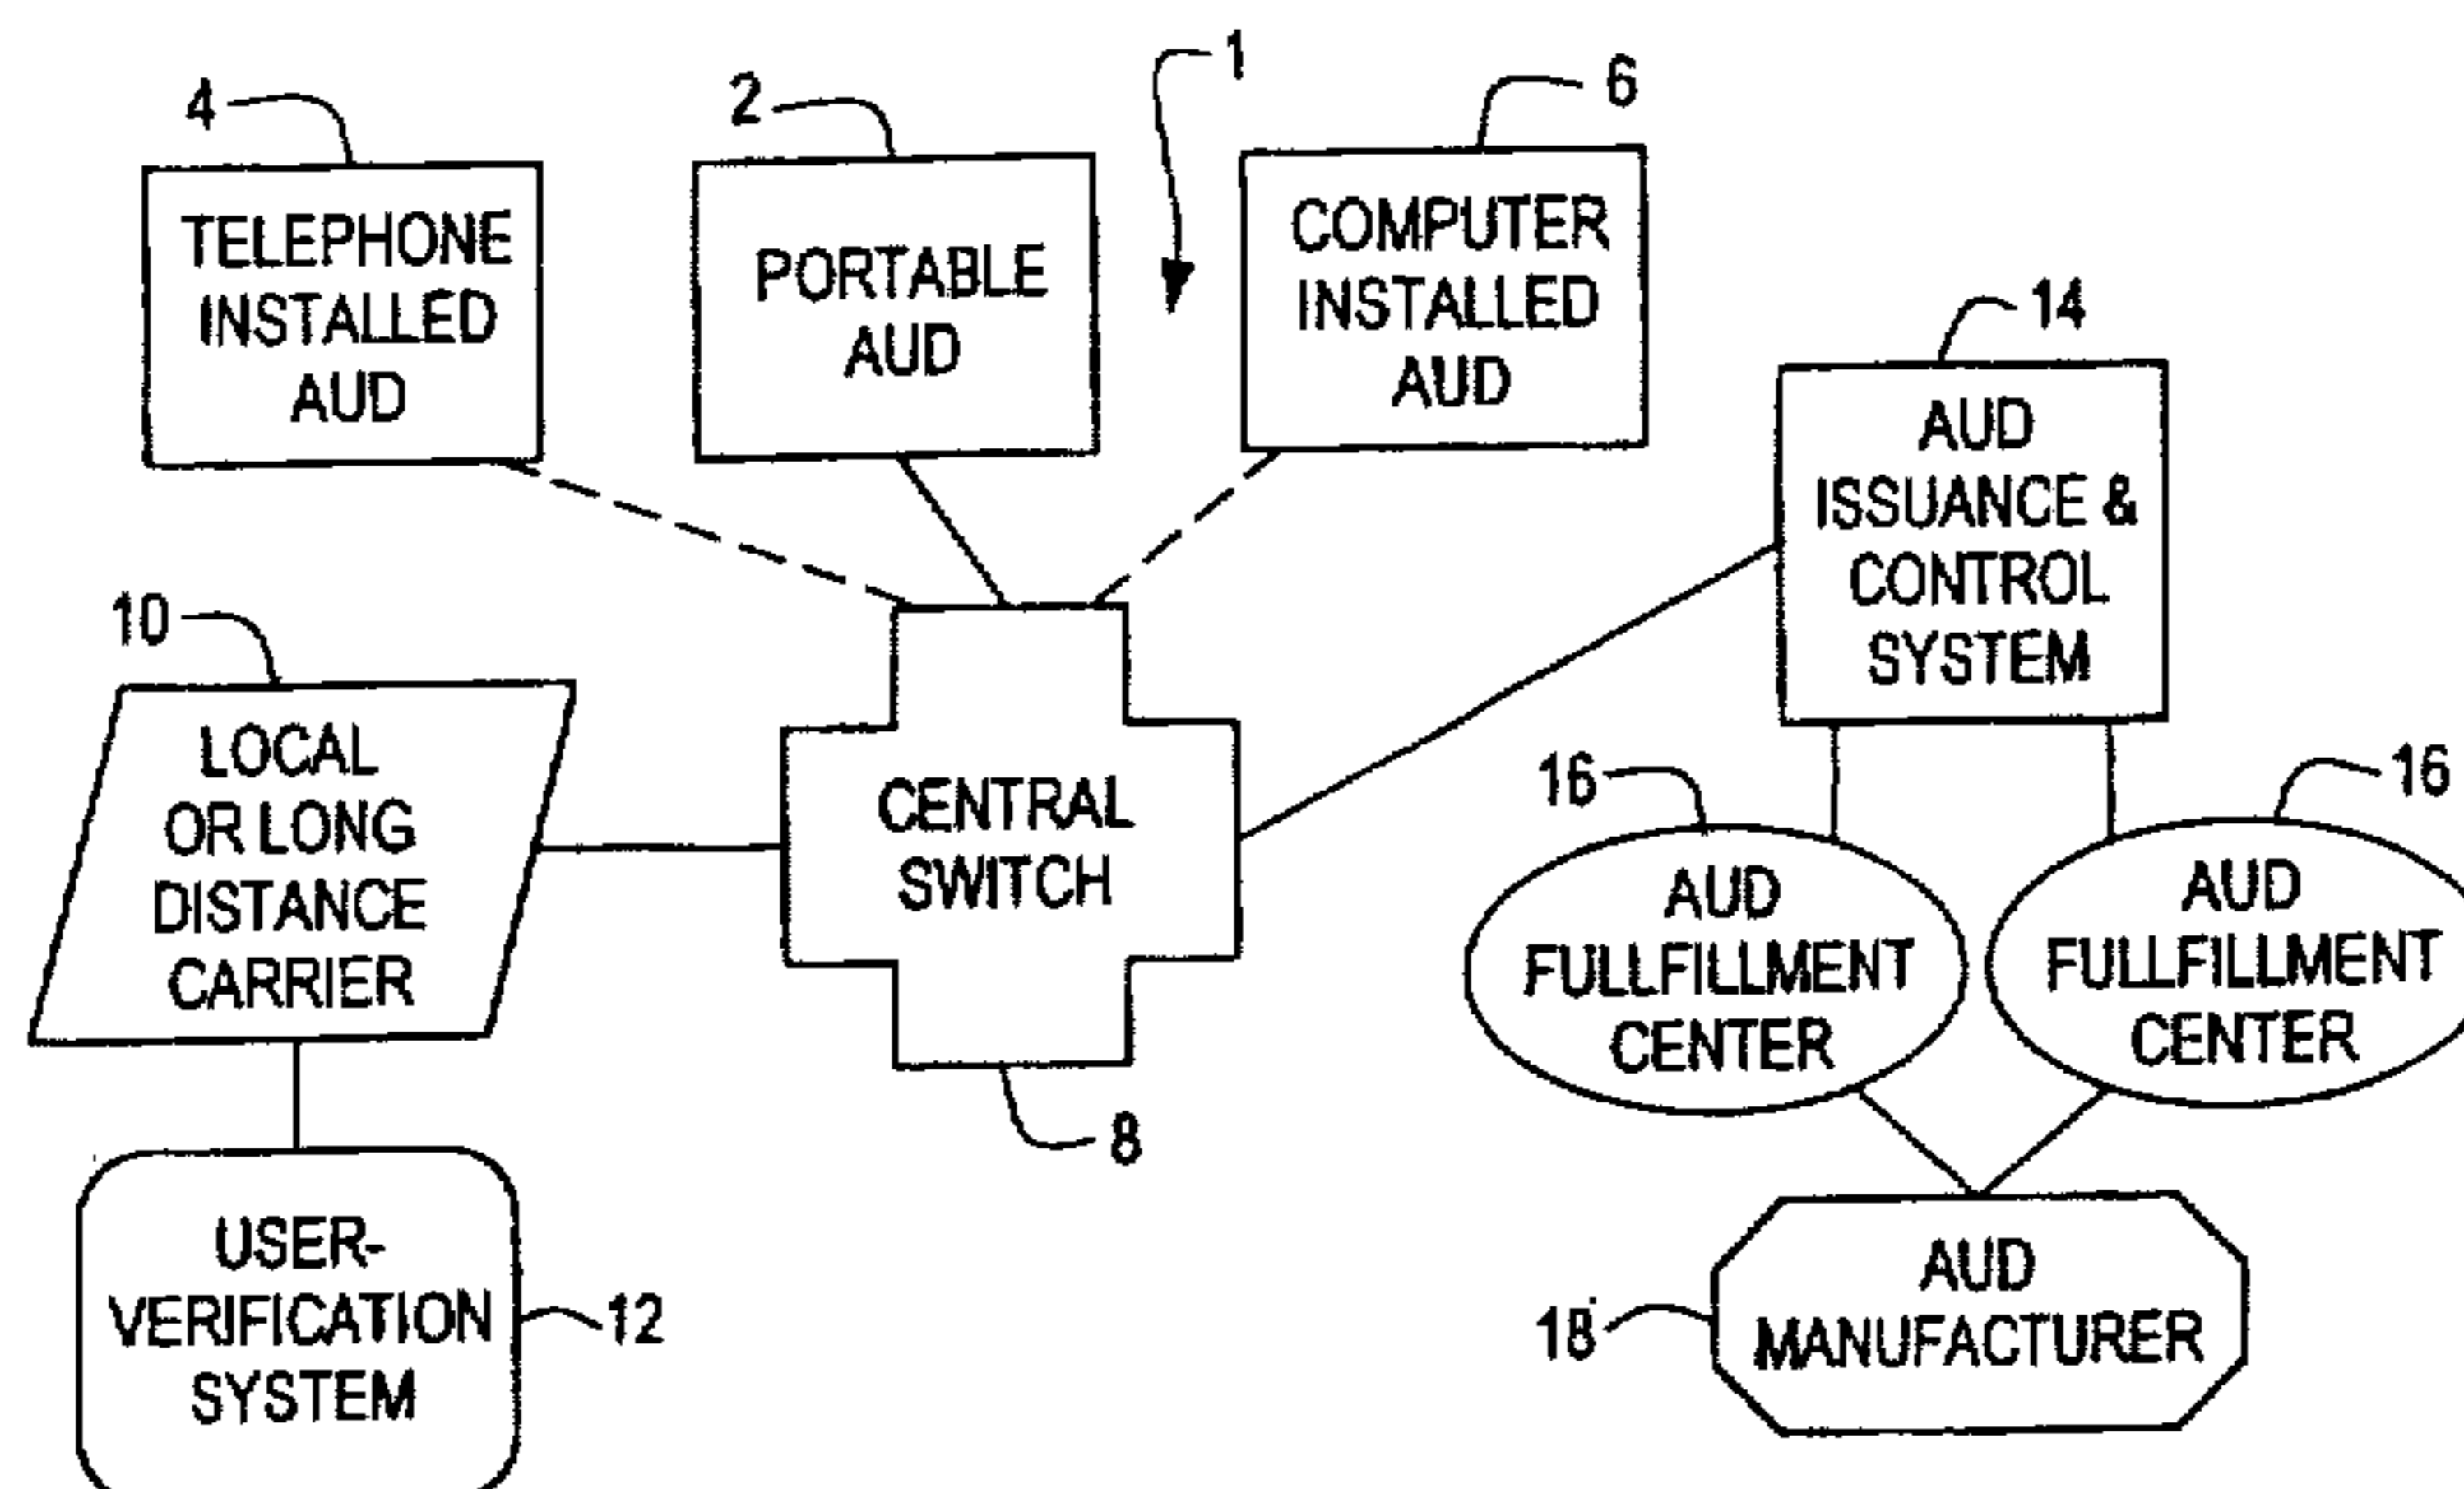 1
4
2
6
TELEPHONE
INSTALLED
AUD
PORTABLE
AUD
COMPUTER
INSTALLED
AUD
14
AUD
ISSUANCE &
CONTROL
SYSTEM
10
LOCAL
OR LONG
DISTANCE
CARRIER
CENTRAL
SWITCH
8
16
16
AUD
FULLFILLMENT
CENTER
AUD
FULLFILLMENT
CENTER
USER-
VERIFICATION
SYSTEM
12
18
AUD
MANUFACTURER